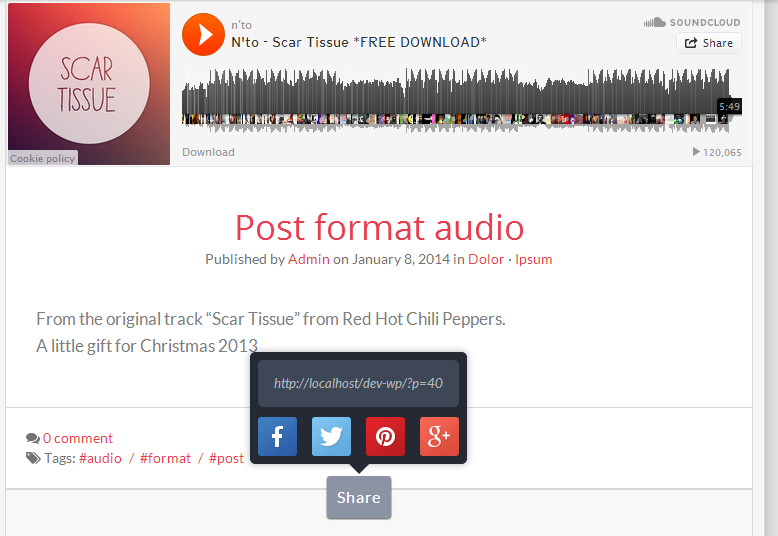 SCAR
TISSUE
Cookie policy
n'to
N'to - Scar Tissue *FREE DOWNLOAD*
SOUNDCLOUD
Share
5:49
Download
120,065
Post format audio
Published by Admin on January 8, 2014 in Dolor · Ipsum
From the original track “Scar Tissue” from Red Hot Chili Peppers.
A little gift for Christmas 2013
http://localhost/dev-wp/?p=40
f
g+
0 comment
Tags: #audio / #format / #post
Share